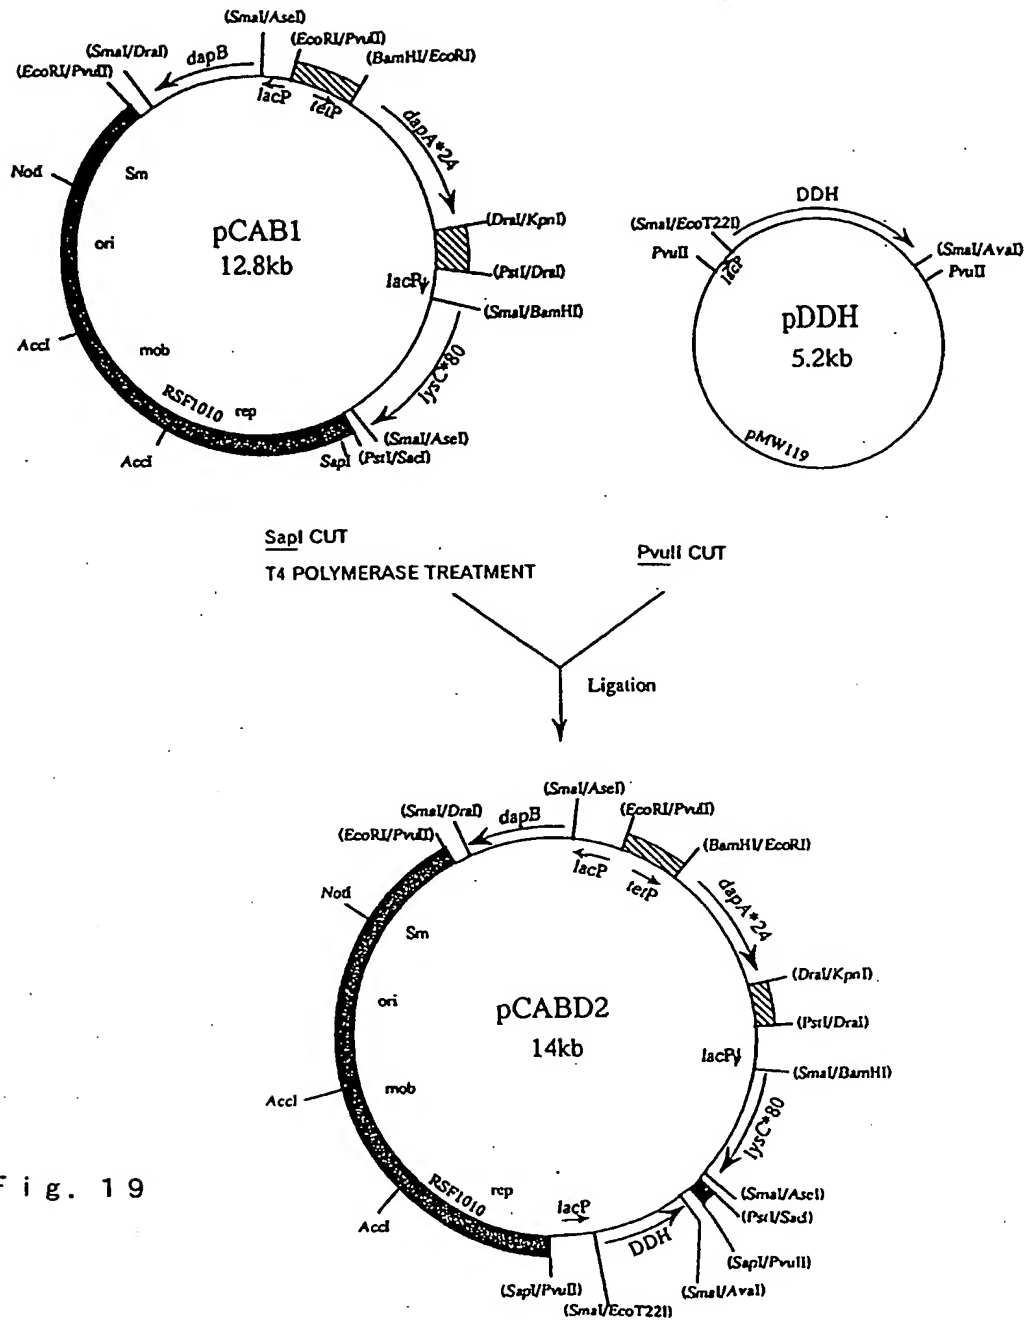 (SmaI/AseI)
(EcoRI/PvuII)
(SmaI/DraI)
dapB
(BamHI/EcoRI)
(EcoRI/PvuII)
lacP
tetP
dapA*24
NotI
Sm
(DraI/KpnI)
pCAB1
12.8kb
ori
(PstI/DraI)
lacP
(SmaI/BamHI)
AccI
mob
lysC*80
RSF1010
rep
(SmaI/AseI)
AccI
SapI
(PstI/SacI)
DDH
(SmaI/EcoT22I)
PvuII
(SmaI/AvaI)
PvuII
lacP
pDDH
5.2kb
pMW119
SapI CUT
T4 POLYMERASE TREATMENT
PvuII CUT
Ligation
(SmaI/AseI)
(SmaI/DraI)
dapB
(EcoRI/PvuII)
(EcoRI/PvuII)
(BamHI/EcoRI)
lacP
tetP
NotI
dapA*24
Sm
(DraI/KpnI)
ori
pCABD2
14kb
(PstI/DraI)
lacP
(SmaI/BamHI)
AccI
mob
lysC*80
RSF1010
rep
(SmaI/AseI)
(PstI/SacI)
AccI
lacP
DDH
(SapI/PvuII)
(SapI/PvuII)
(SmaI/AvaI)
(SmaI/EcoT22I)
Fig. 19